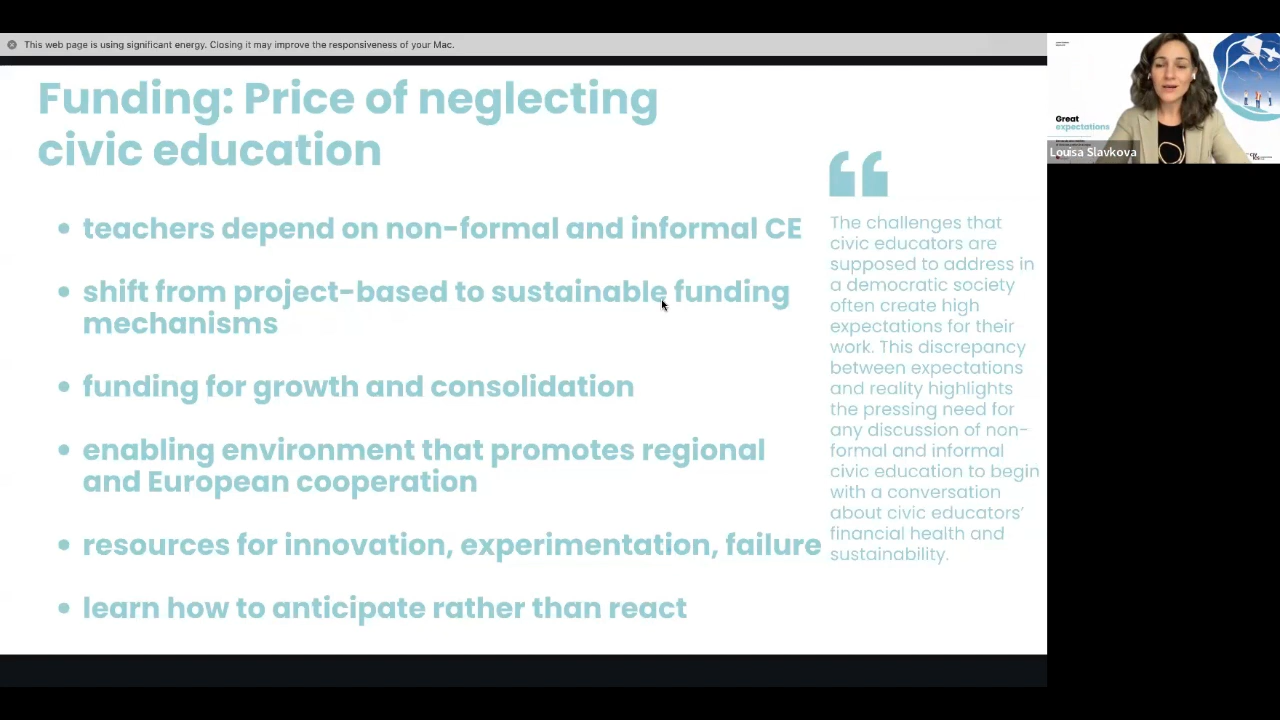 This web page is using significant energy. Closing it may improve the responsiveness of your Mac.
Funding: Price of neglecting
civic education
teachers depend on non-formal and informal CE
shift from project-based to sustainable funding
mechanisms
funding for growth and consolidation
enabling environment that promotes regional
and European cooperation
resources for innovation, experimentation, failure
learn how to anticipate rather than react
The challenges that
civic educators are
supposed to address in
a democratic society
often create high
expectations for their
work. This discrepancy
between expectations
and reality highlights
the pressing need for
any discussion of non-
formal and informal
civic education to begin
with a conversation
about civic educators’
financial health and
sustainability.
Great
expectations
Louisa Slavkova